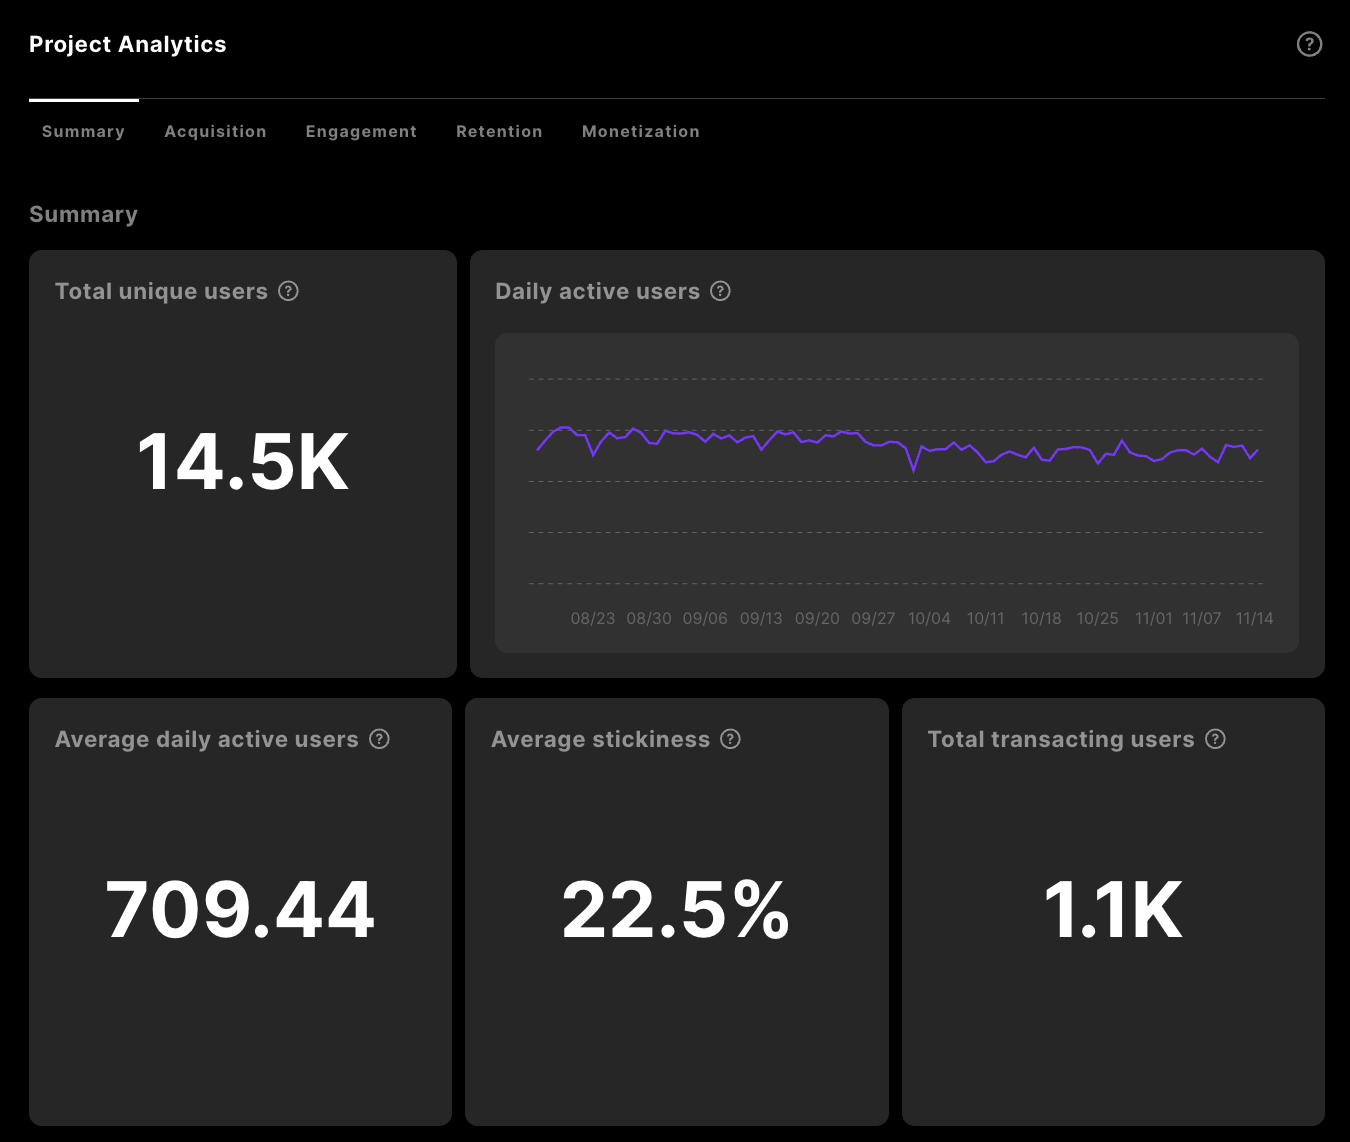 Project Analytics
Summary Acquisition Engagement Retention Monetization
Summary
Total unique users
14.5K
Daily active users
08/23 08/30 09/06 09/13 09/20 09/27 10/04 10/11 10/18 10/25 11/01 11/07 11/14
Average daily active users
709.44
Average stickiness
22.5%
Total transacting users
1.1K